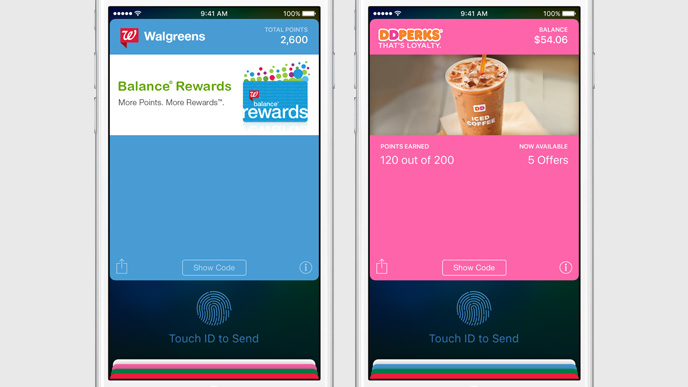 9:41 AM 100%
Walgreens
TOTAL POINTS
2,600
Balance® Rewards
More Points. More Rewards™.
balance®
rewards
Show Code
Touch ID to Send
9:41 AM 100%
DDPERKS®
THAT'S LOYALTY.
BALANCE
$54.06
DD
ICED
COFFEE
POINTS EARNED
120 out of 200
NOW AVAILABLE
5 Offers
Show Code
Touch ID to Send